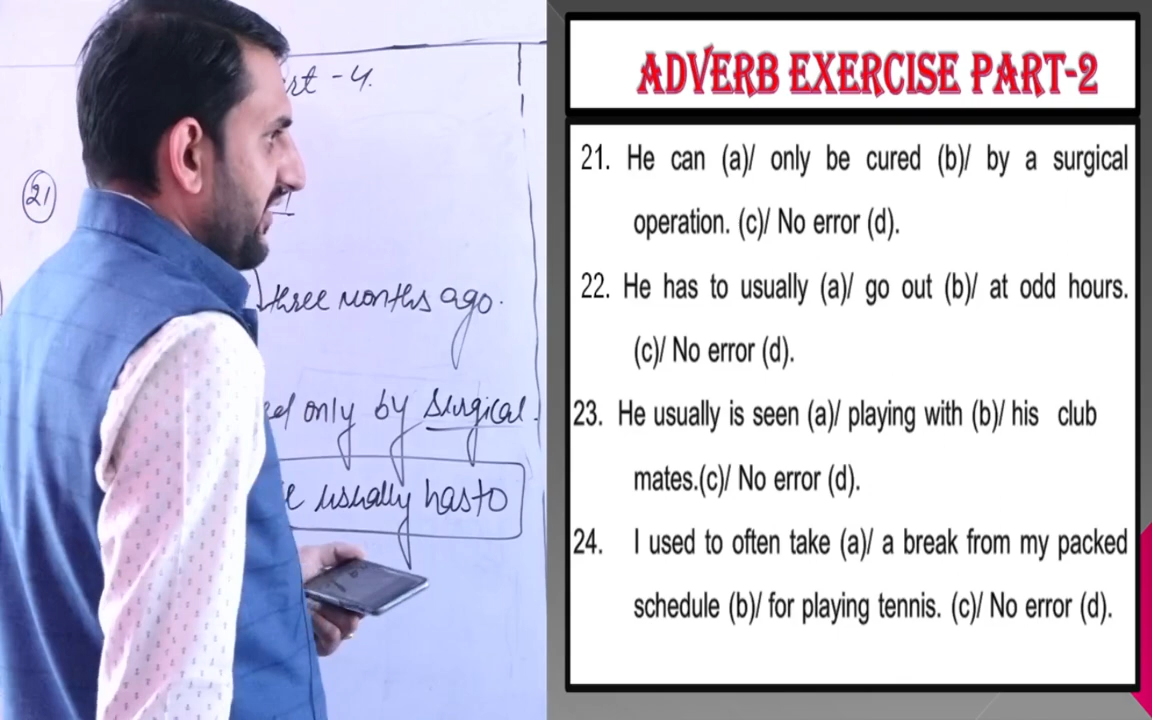 rt - 4.
21
three months ago.
only by surgical.
usually has to
ADVERB EXERCISE PART-2
21. He can (a)/ only be cured (b)/ by a surgical
operation. (c)/ No error (d).
22. He has to usually (a)/ go out (b)/ at odd hours.
(c)/ No error (d).
23. He usually is seen (a)/ playing with (b)/ his club
mates.(c)/ No error (d).
24. I used to often take (a)/ a break from my packed
schedule (b)/ for playing tennis. (c)/ No error (d).